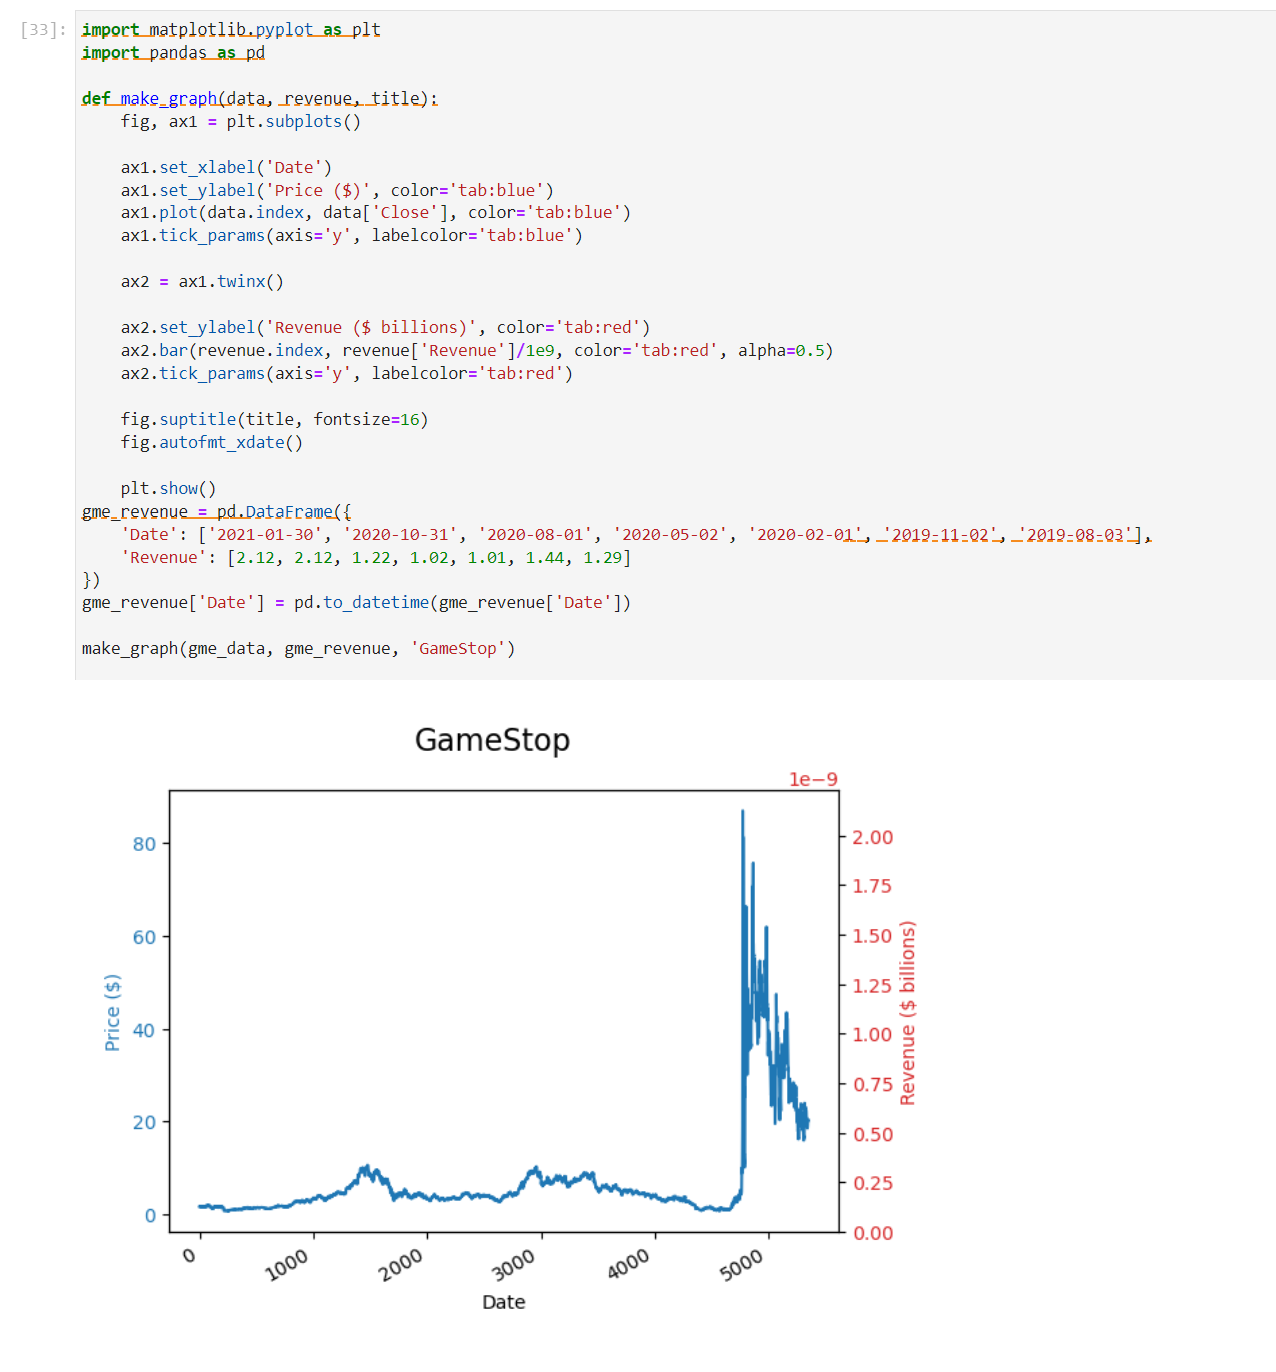 [33]:
import matplotlib.pyplot as plt
import pandas as pd
def make_graph(data, revenue, title):
    fig, ax1 = plt.subplots()
    ax1.set_xlabel('Date')
    ax1.set_ylabel('Price ($)', color='tab:blue')
    ax1.plot(data.index, data['Close'], color='tab:blue')
    ax1.tick_params(axis='y', labelcolor='tab:blue')
    ax2 = ax1.twinx()
    ax2.set_ylabel('Revenue ($ billions)', color='tab:red')
    ax2.bar(revenue.index, revenue['Revenue']/1e9, color='tab:red', alpha=0.5)
    ax2.tick_params(axis='y', labelcolor='tab:red')
    fig.suptitle(title, fontsize=16)
    fig.autofmt_xdate()
    plt.show()
gme_revenue = pd.DataFrame({
    'Date': ['2021-01-30', '2020-10-31', '2020-08-01', '2020-05-02', '2020-02-01', '2019-11-02', '2019-08-03'],
    'Revenue': [2.12, 2.12, 1.22, 1.02, 1.01, 1.44, 1.29]
})
gme_revenue['Date'] = pd.to_datetime(gme_revenue['Date'])
make_graph(gme_data, gme_revenue, 'GameStop')
GameStop
1e−9
80
60
40
20
0
Price ($)
2.00
1.75
1.50
1.25
1.00
0.75
0.50
0.25
0.00
Revenue ($ billions)
0
1000
2000
3000
4000
5000
Date